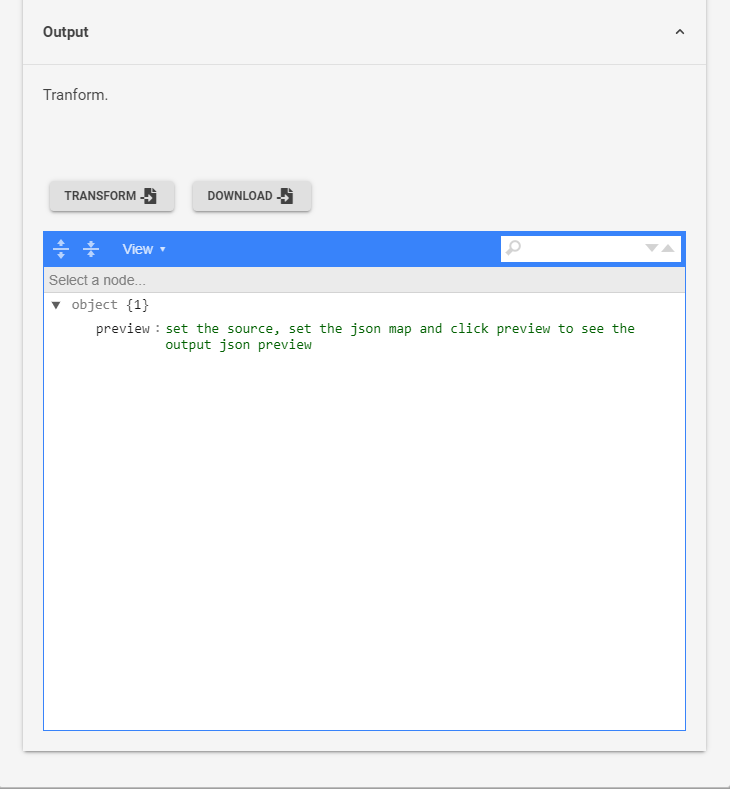 Output
Tranform.
TRANSFORM
DOWNLOAD
View
Select a node...
object {1}
preview : set the source, set the json map and click preview to see the
output json preview